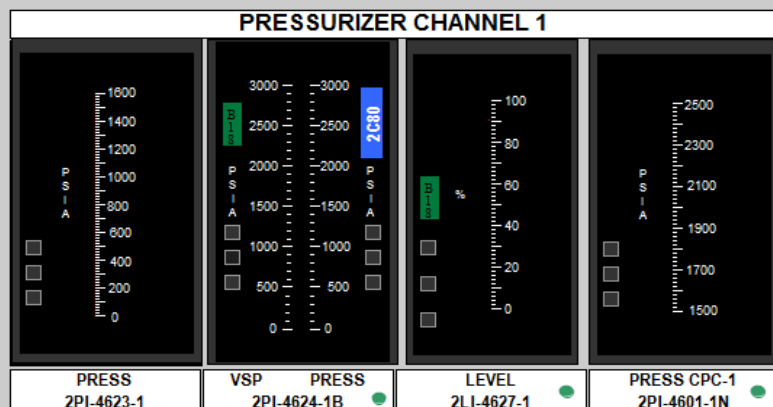 PRESSURIZER CHANNEL 1
1600
1400
1200
1000
800
600
400
200
0
PSIA
3000
2500
2000
1500
1000
500
0
3000
2500
2000
1500
1000
500
0
B18
PSIA
2C80
PSIA
100
80
60
40
20
0
B18
%
2500
2300
2100
1900
1700
1500
PSIA
PRESS
2PI-4623-1
VSP PRESS
2PI-4624-1B
LEVEL
2LI-4627-1
PRESS CPC-1
2PI-4601-1N